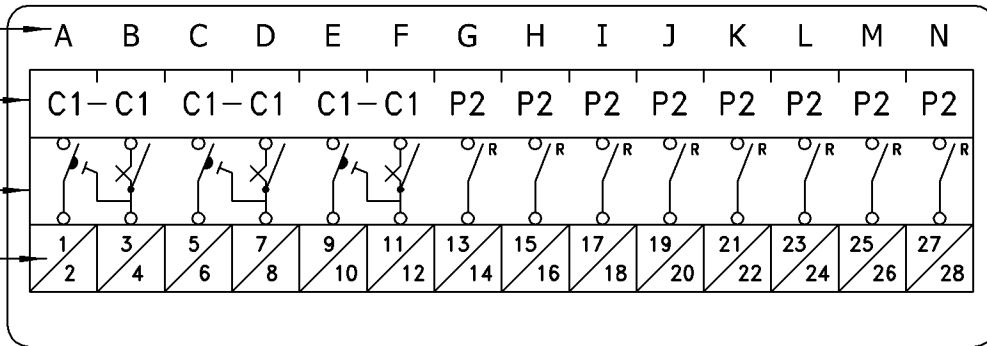 A B C D E F G H I J K L M N
C1-C1 C1-C1 C1-C1 P2 P2 P2 P2 P2 P2 P2 P2
R R R R R R R R
1 3 5 7 9 11 13 15 17 19 21 23 25 27
2 4 6 8 10 12 14 16 18 20 22 24 26 28